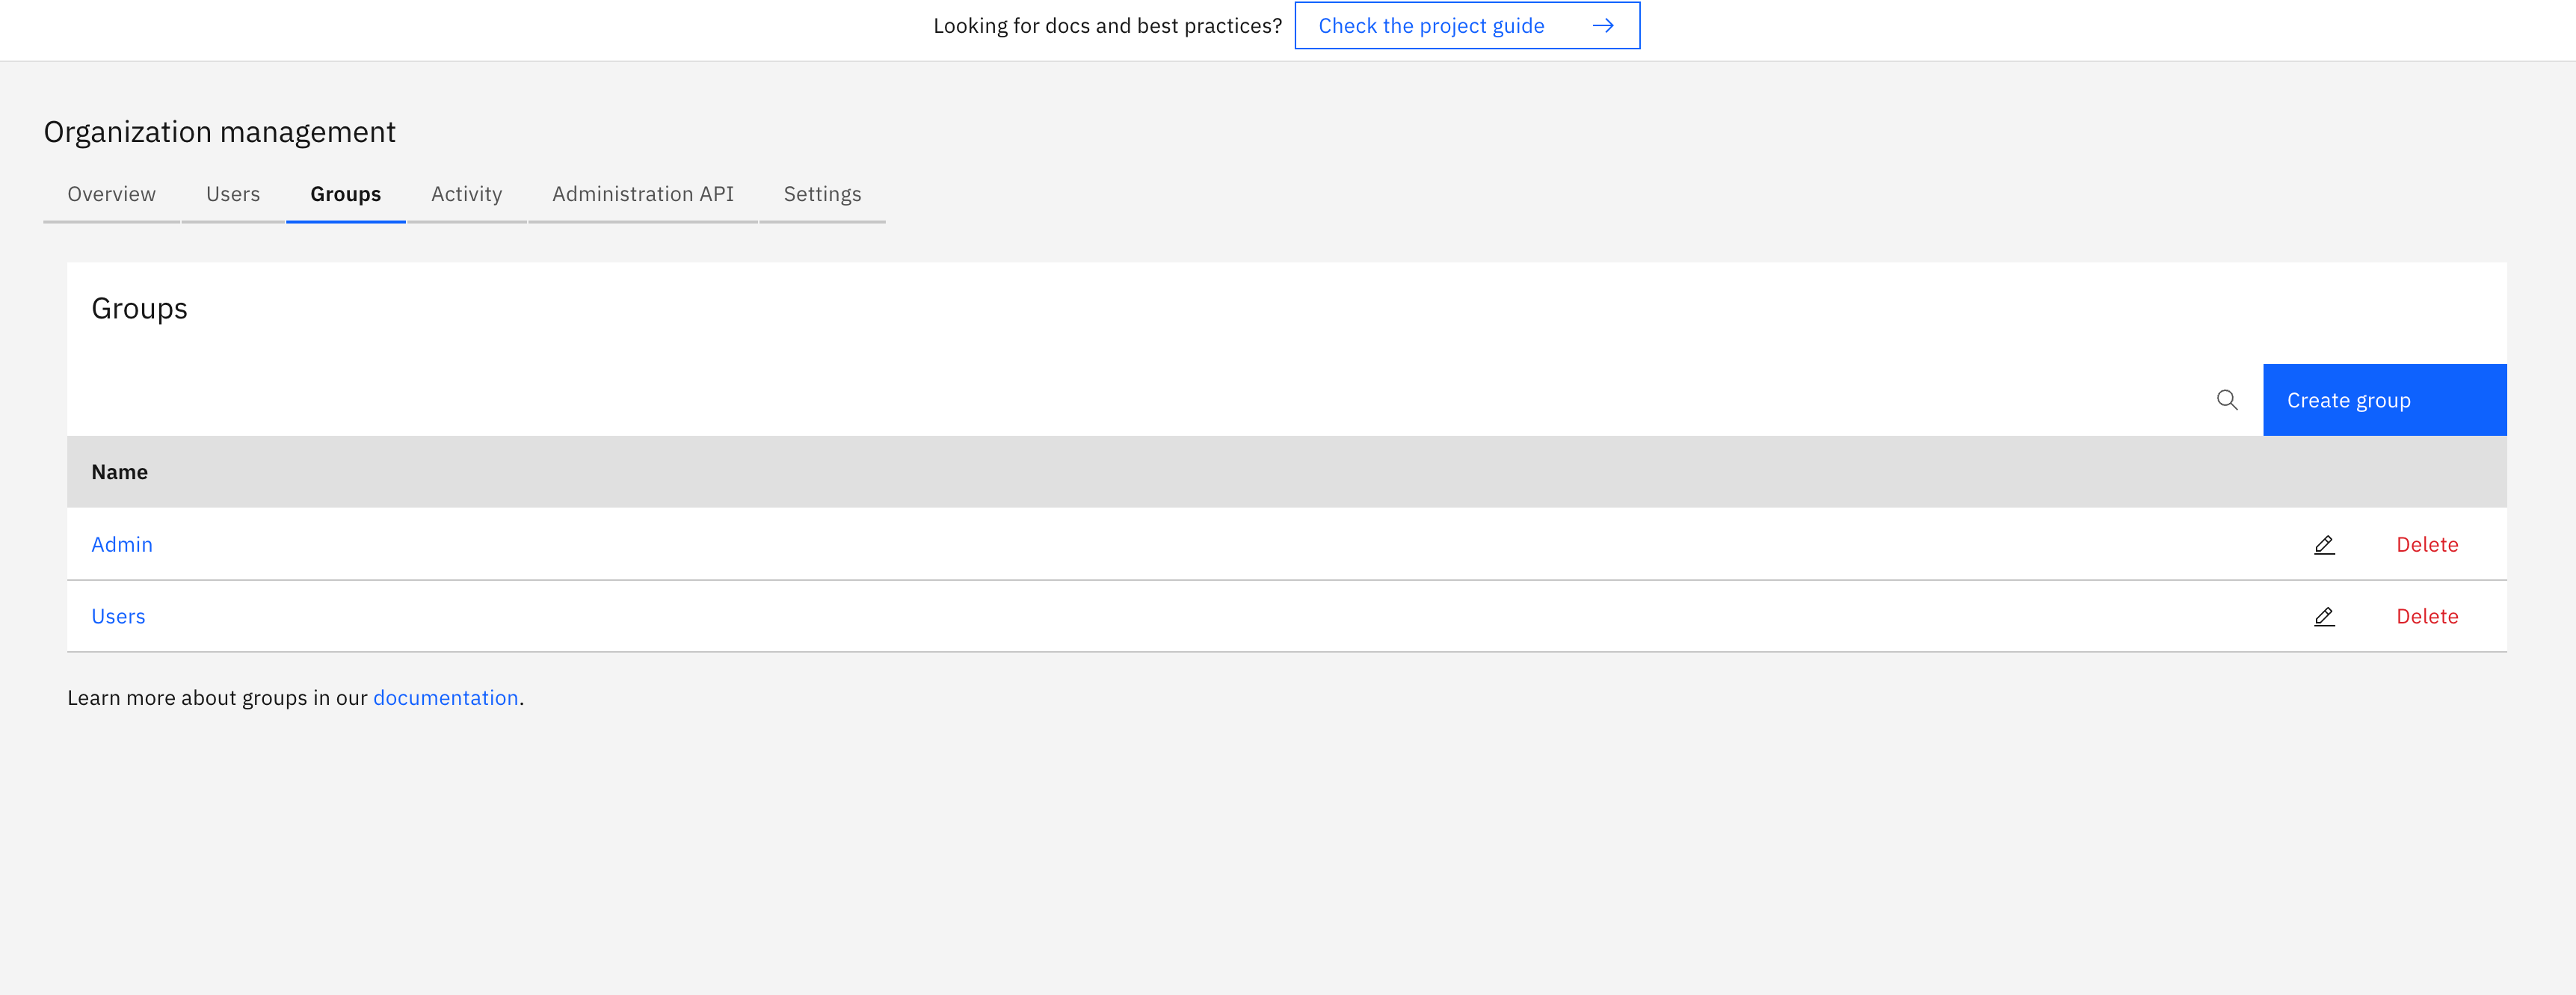 Looking for docs and best practices? Check the project guide
Organization management
Overview Users Groups Activity Administration API Settings
Groups
Create group
Name
Admin Delete
Users Delete
Learn more about groups in our documentation.